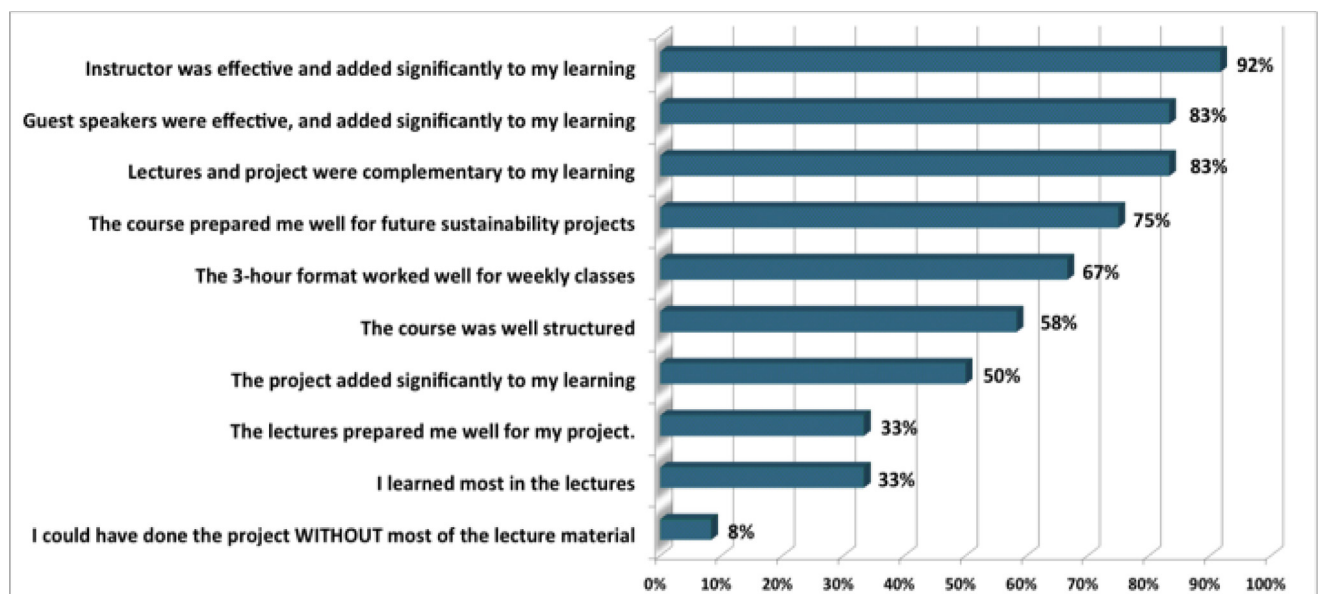 Instructor was effective and added significantly to my learning
92%
Guest speakers were effective, and added significantly to my learning
83%
Lectures and project were complementary to my learning
83%
The course prepared me well for future sustainability projects
75%
The 3-hour format worked well for weekly classes
67%
The course was well structured
58%
The project added significantly to my learning
50%
The lectures prepared me well for my project.
33%
I learned most in the lectures
33%
I could have done the project WITHOUT most of the lecture material
8%
0% 10% 20% 30% 40% 50% 60% 70% 80% 90% 100%